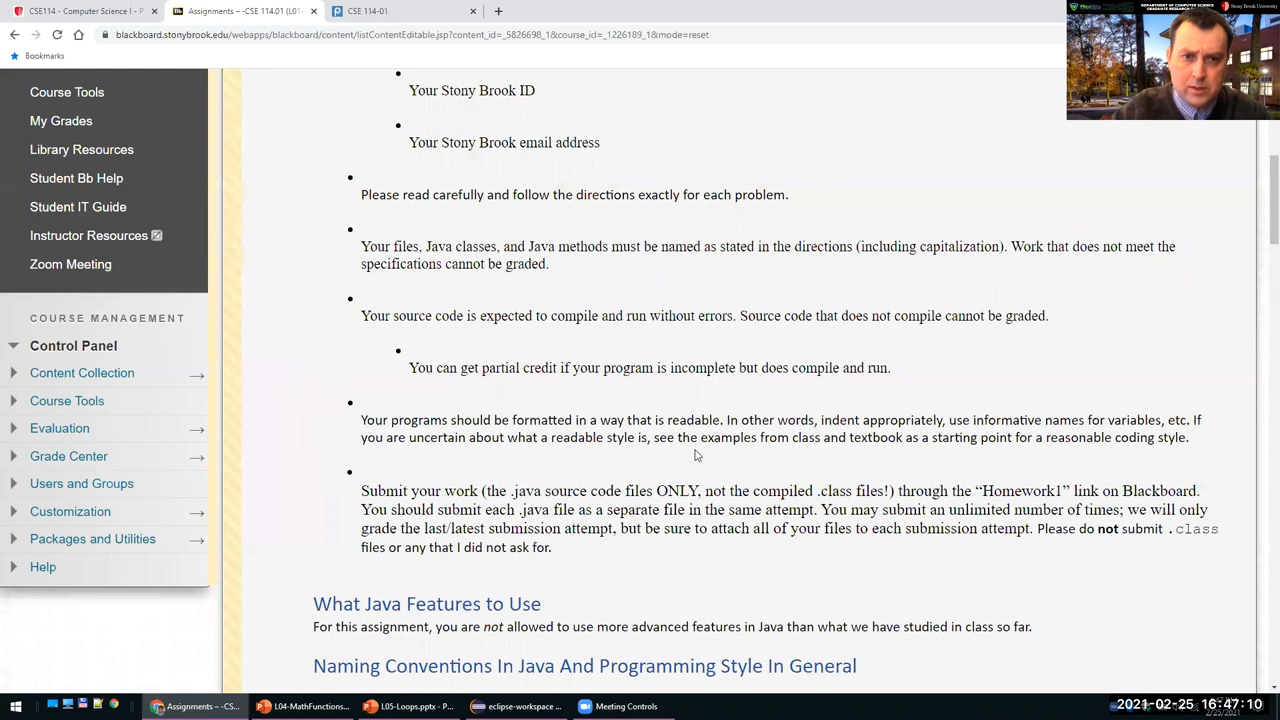 CSE114 - Computer Science I - P
Assignments – -CSE 114.01 (L01-
CSE 114-01
DEPARTMENT OF COMPUTER SCIENCE
Stony Brook University
blackboard.stonybrook.edu/webapps/blackboard/content/listContentEditable.jsp?content_id=_5826698_1&course_id=_1226189_1&mode=reset
Bookmarks
Course Tools
My Grades
Library Resources
Student Bb Help
Student IT Guide
Instructor Resources
Zoom Meeting
COURSE MANAGEMENT
Control Panel
Content Collection
Course Tools
Evaluation
Grade Center
Users and Groups
Customization
Packages and Utilities
Help
Your Stony Brook ID
Your Stony Brook email address
Please read carefully and follow the directions exactly for each problem.
Your files, Java classes, and Java methods must be named as stated in the directions (including capitalization). Work that does not meet the
specifications cannot be graded.
Your source code is expected to compile and run without errors. Source code that does not compile cannot be graded.
You can get partial credit if your program is incomplete but does compile and run.
Your programs should be formatted in a way that is readable. In other words, indent appropriately, use informative names for variables, etc. If
you are uncertain about what a readable style is, see the examples from class and textbook as a starting point for a reasonable coding style.
Submit your work (the .java source code files ONLY, not the compiled .class files!) through the “Homework1” link on Blackboard.
You should submit each .java file as a separate file in the same attempt. You may submit an unlimited number of times; we will only
grade the last/latest submission attempt, but be sure to attach all of your files to each submission attempt. Please do not submit .class
files or any that I did not ask for.
What Java Features to Use
For this assignment, you are not allowed to use more advanced features in Java than what we have studied in class so far.
Naming Conventions In Java And Programming Style In General
Assignments – -CS...
L04-MathFunctions...
L05-Loops.pptx - P...
eclipse-workspace ...
Meeting Controls
2021-02-25 16:47:10